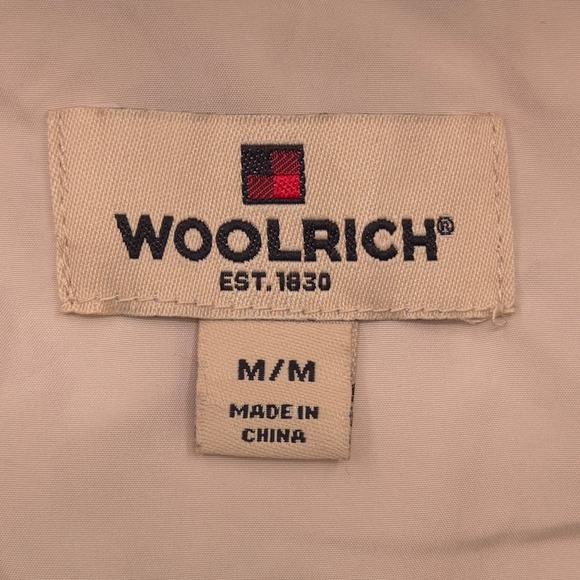 WOOLRICH®
EST. 1830
M/M
MADE IN
CHINA